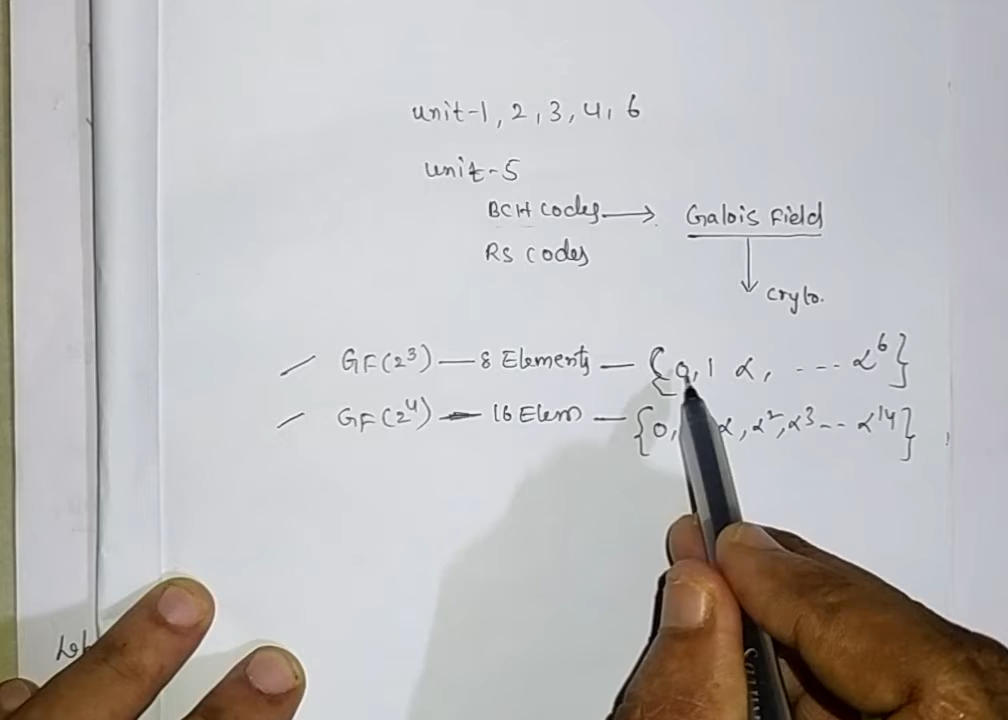 unit-1, 2, 3, 4, 6
unit-5
BCH codes → Galois Field
RS codes
cryto.
GF(2³) — 8 Elements — {0, 1 α, ... α⁶}
GF(2⁴) — 16 Elem — {0, α, α², α³ -- α¹⁴}